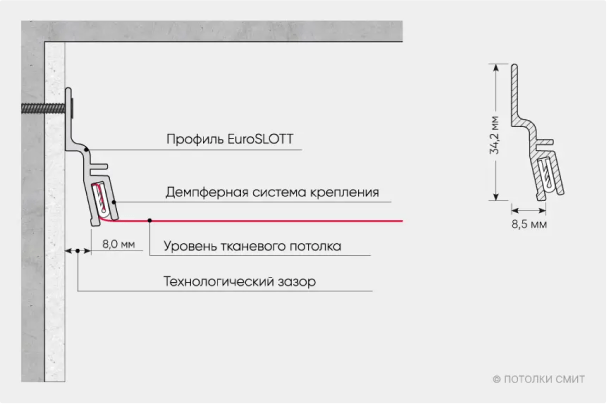 Профиль EuroSLOTT
Демпферная система крепления
8,0 мм
Уровень тканевого потолка
Технологический зазор
34,2 мм
8,5 мм
© ПОТОЛКИ СМИТ